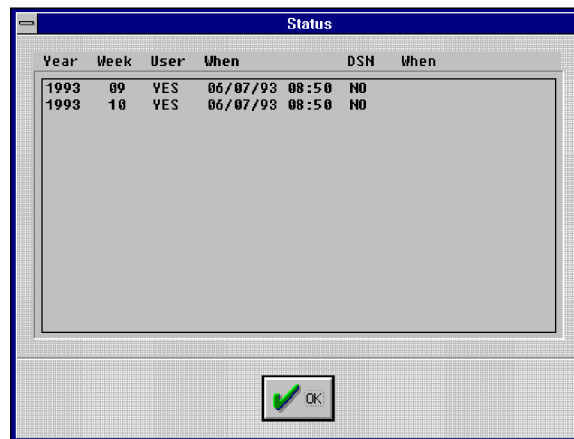 Status
Year Week User When DSN When
1993 09 YES 06/07/93 08:50 NO
1993 10 YES 06/07/93 08:50 NO
OK